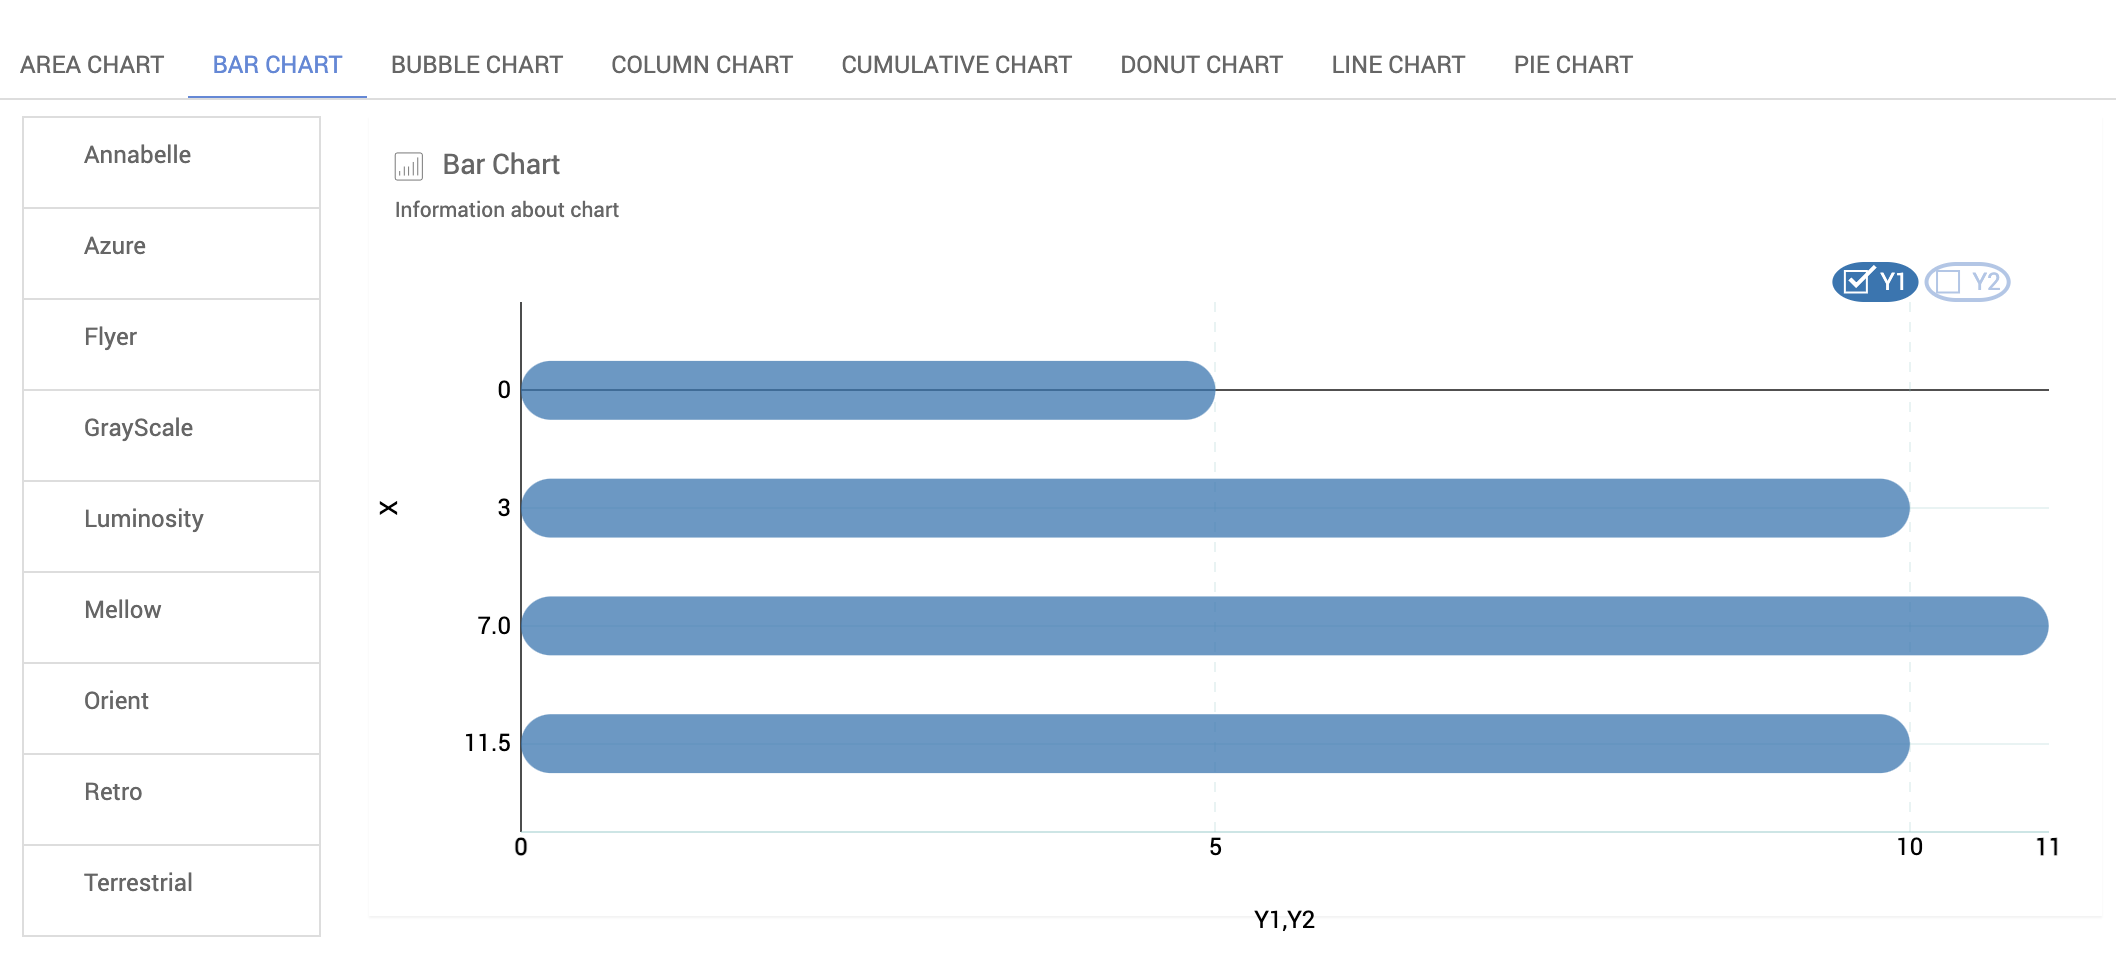 AREA CHART BAR CHART BUBBLE CHART COLUMN CHART CUMULATIVE CHART DONUT CHART LINE CHART PIE CHART
Annabelle
Azure
Flyer
GrayScale
Luminosity
Mellow
Orient
Retro
Terrestrial
Bar Chart
Information about chart
Y1 Y2
X
0
3
7.0
11.5
0 5 10 11
Y1,Y2